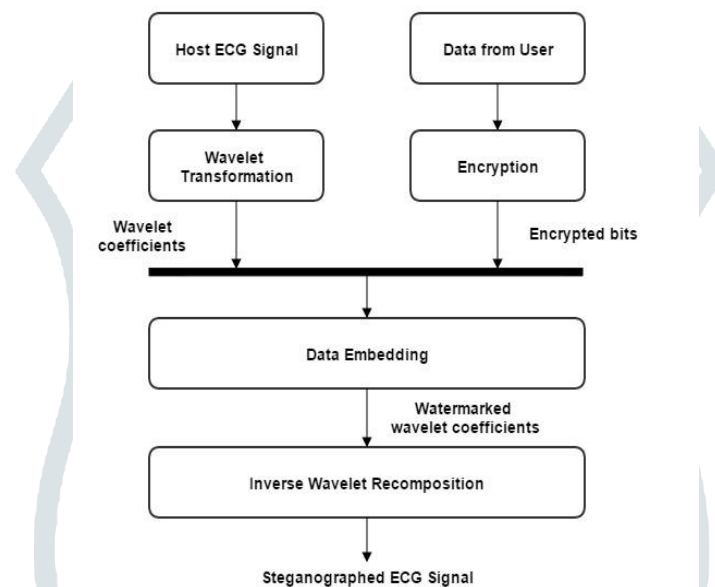 Host ECG Signal
Data from User
Wavelet
Transformation
Encryption
Wavelet
coefficients
Encrypted bits
Data Embedding
Watermarked
wavelet coefficients
Inverse Wavelet Recomposition
Steganographed ECG Signal